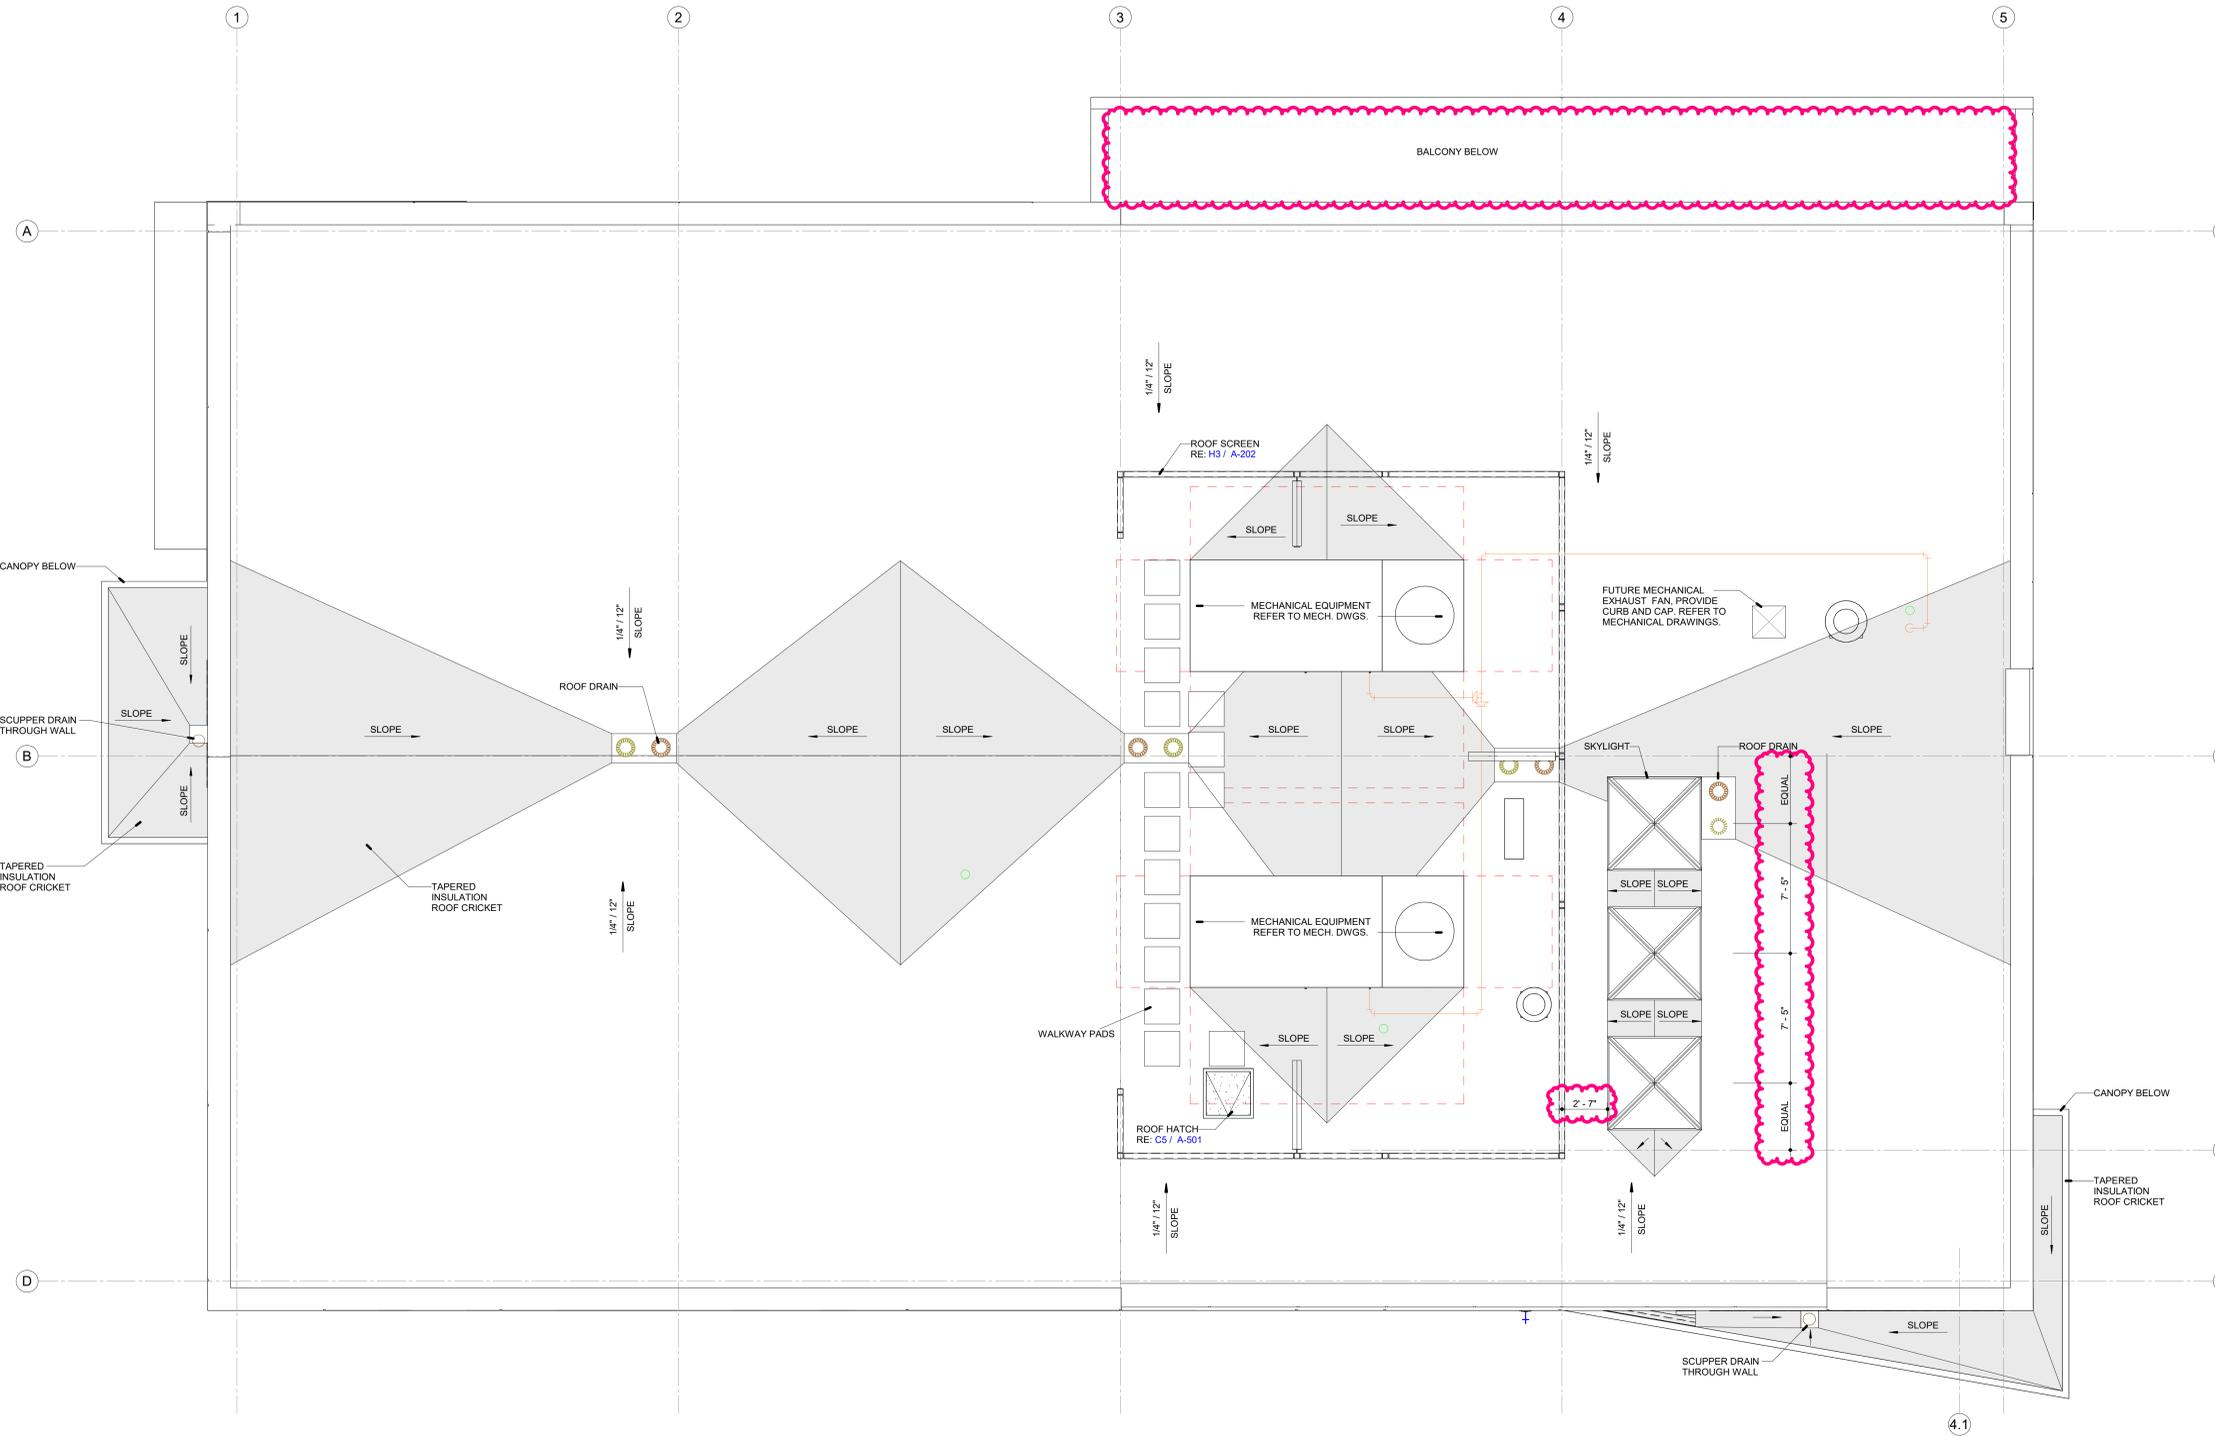 1
2
3
4
5
BALCONY BELOW
A
1/4" / 12"
SLOPE
ROOF SCREEN
RE: H3 / A-202
1/4" / 12"
SLOPE
SLOPE
SLOPE
CANOPY BELOW
SLOPE
1/4" / 12"
SLOPE
MECHANICAL EQUIPMENT
REFER TO MECH. DWGS.
FUTURE MECHANICAL
EXHAUST FAN, PROVIDE
CURB AND CAP. REFER TO
MECHANICAL DRAWINGS.
ROOF DRAIN
SLOPE
SCUPPER DRAIN
THROUGH WALL
SLOPE
SLOPE
SLOPE
SLOPE
SLOPE
SLOPE
SKYLIGHT
ROOF DRAIN
B
SLOPE
EQUAL
TAPERED
INSULATION
ROOF CRICKET
TAPERED
INSULATION
ROOF CRICKET
SLOPE
SLOPE
7' - 5"
1/4" / 12"
SLOPE
MECHANICAL EQUIPMENT
REFER TO MECH. DWGS.
WALKWAY PADS
SLOPE
SLOPE
SLOPE
SLOPE
7' - 5"
2' - 7"
EQUAL
CANOPY BELOW
ROOF HATCH
RE: C5 / A-501
TAPERED
INSULATION
ROOF CRICKET
1/4" / 12"
SLOPE
1/4" / 12"
SLOPE
SLOPE
D
SLOPE
SCUPPER DRAIN
THROUGH WALL
4.1